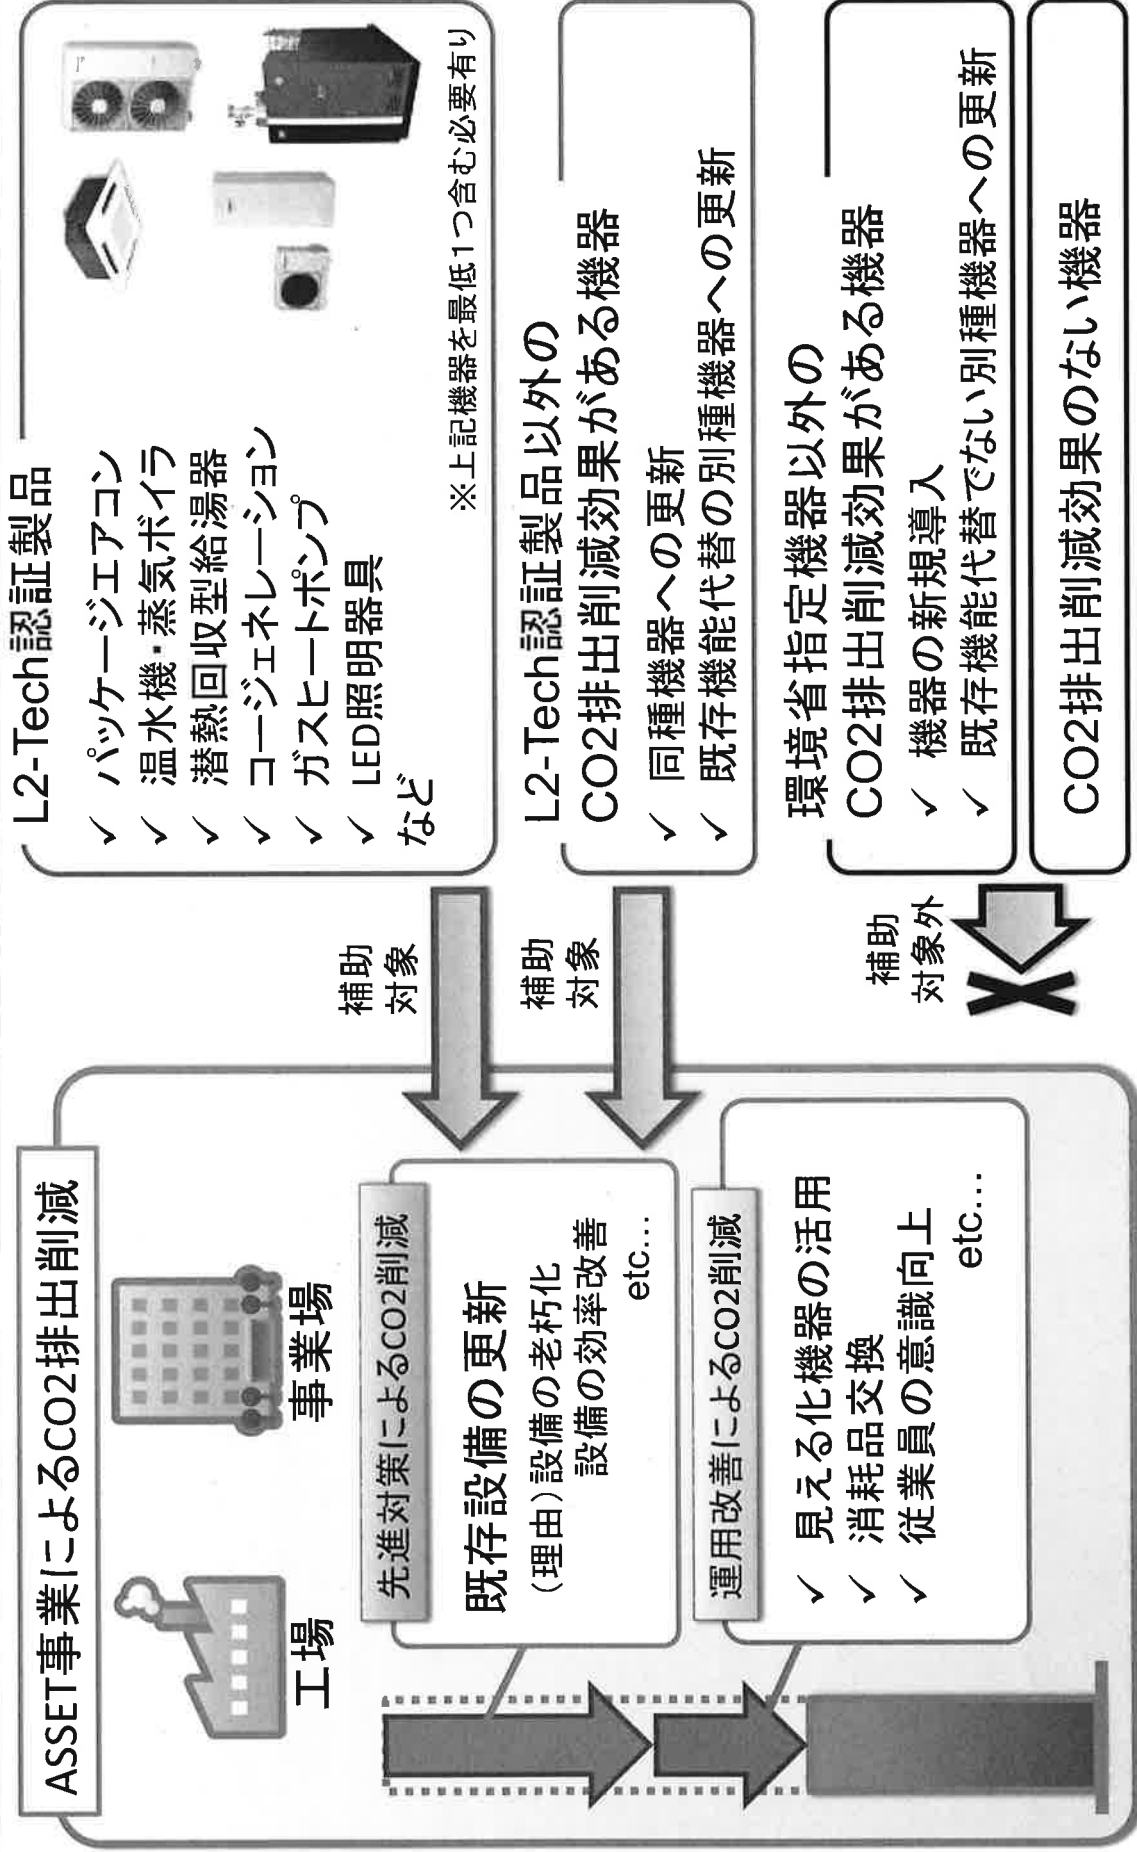 ASSET事業によるCO2排出削減
工場
事業場
先進対策によるCO2削減
既存設備の更新
（理由）設備の老朽化
設備の効率改善
etc…
運用改善によるCO2削減
✓ 見える化機器の活用
✓ 消耗品交換
✓ 従業員の意識向上
etc…
補助
対象
補助
対象
補助
対象外
L2-Tech認証製品
✓ パッケージエアコン
✓ 温水機・蒸気ボイラ
✓ 潜熱回収型給湯器
✓ コージェネレーション
✓ ガスヒートポンプ
✓ LED照明器具
など
※上記機器を最低１つ含む必要有り
L2-Tech認証製品以外の
CO2排出削減効果がある機器
✓ 同種機器への更新
✓ 既存機能代替の別種機器への更新
環境省指定機器以外の
CO2排出削減効果がある機器
✓ 機器の新規導入
✓ 既存機能代替でない別種機器への更新
CO2排出削減効果のない機器